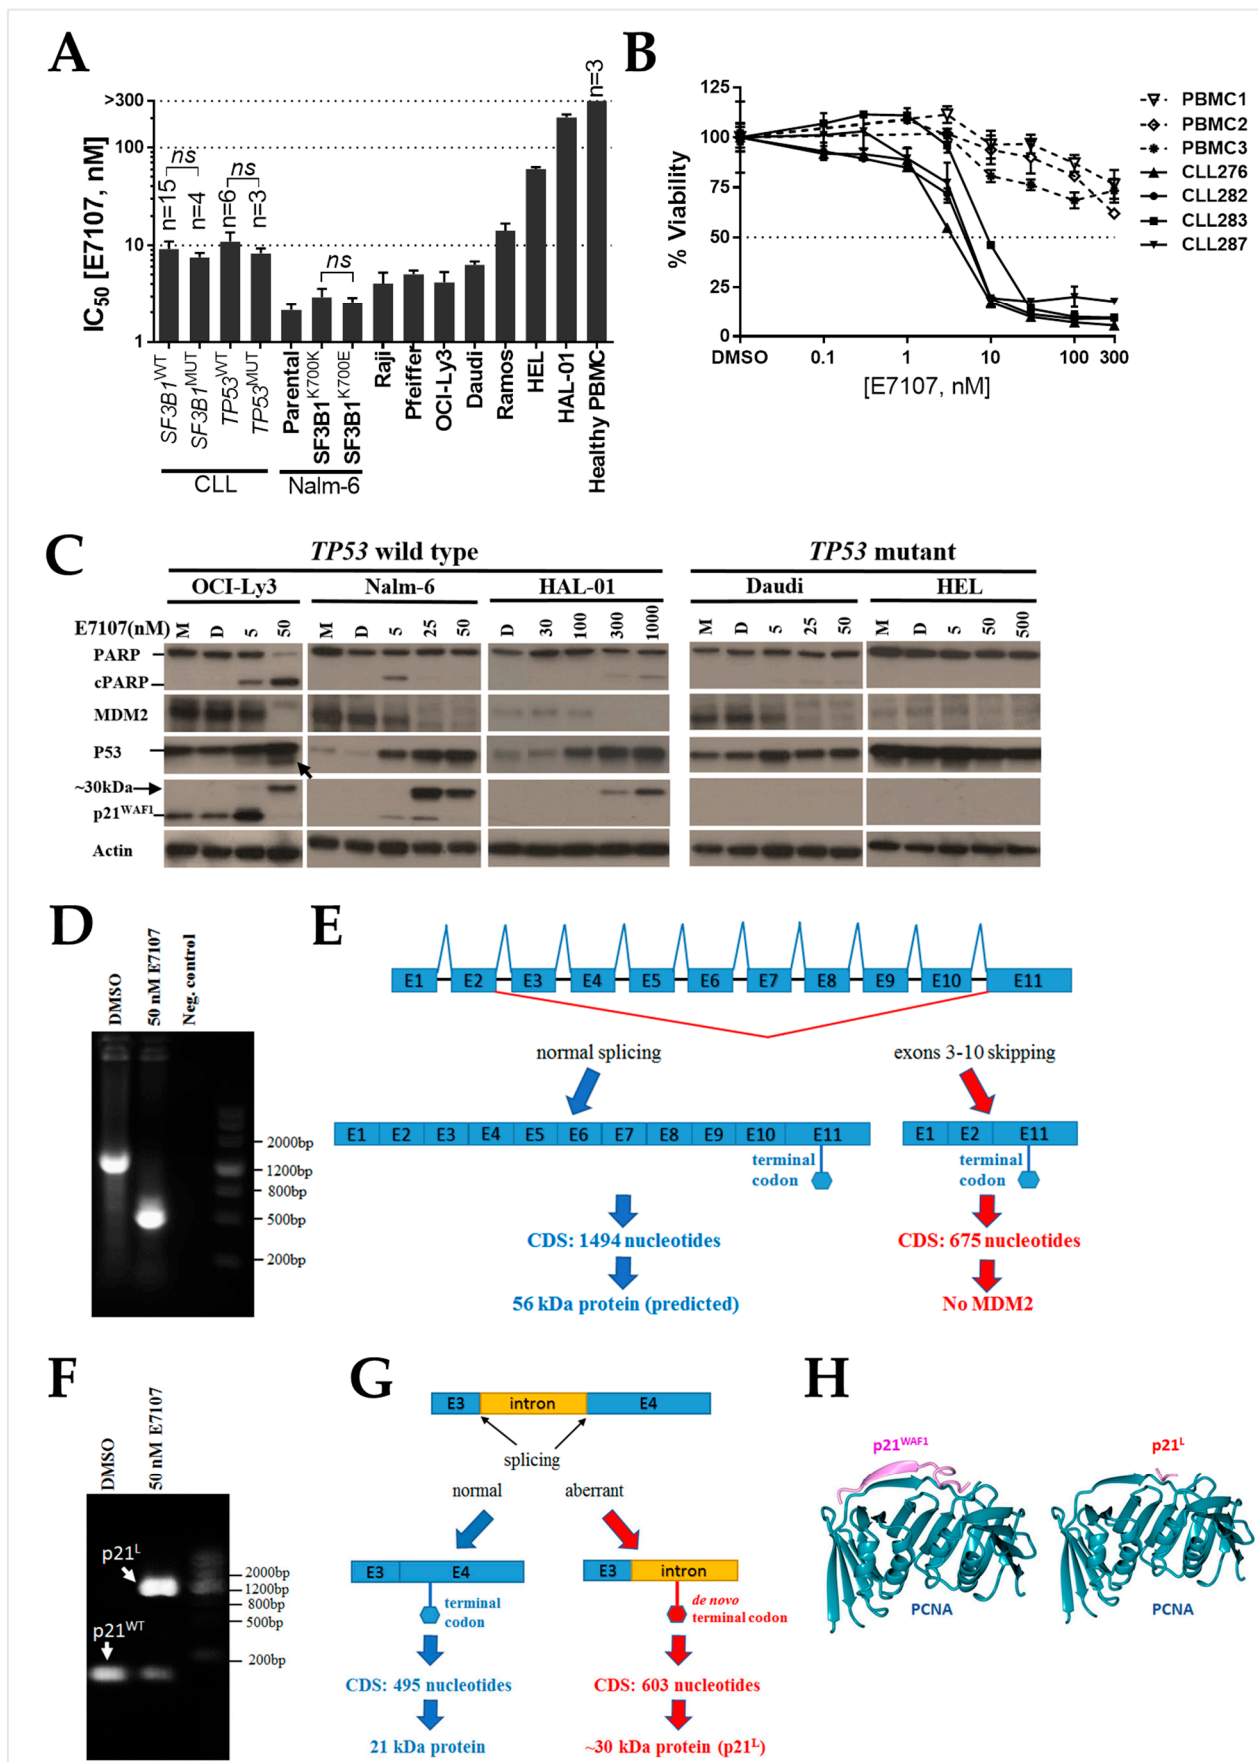 A
>300
100
10
1
IC50 [E7107, nM]
n=15
n=4
n=6
n=3
n=3
ns
ns
ns
SF3B1WT
SF3B1MUT
TP53WT
TP53MUT
Parental
SF3B1K700K
SF3B1K700E
Raji
Pfeiffer
OCI-Ly3
Daudi
Ramos
HEL
HAL-01
Healthy PBMC
CLL
Nalm-6
B
125
100
75
50
25
0
% Viability
DMSO 0.1 1 10 100 300
[E7107, nM]
PBMC1
PBMC2
PBMC3
CLL276
CLL282
CLL283
CLL287
C
TP53 wild type
TP53 mutant
OCI-Ly3 Nalm-6 HAL-01 Daudi HEL
E7107(nM)
M D 5 50
M D 5 25 50
D 30 100 300 1000
M D 5 25 50
M D 5 50 500
PARP
cPARP
MDM2
P53
~30kDa
p21WAF1
Actin
D
DMSO
50 nM E7107
Neg. control
2000bp
1200bp
800bp
500bp
200bp
E
E1 E2 E3 E4 E5 E6 E7 E8 E9 E10 E11
normal splicing
exons 3-10 skipping
E1 E2 E3 E4 E5 E6 E7 E8 E9 E10 E11
E1 E2 E11
terminal
codon
terminal
codon
CDS: 1494 nucleotides
CDS: 675 nucleotides
56 kDa protein (predicted)
No MDM2
F
DMSO
50 nM E7107
p21L
p21WT
2000bp
1200bp
800bp
500bp
200bp
G
E3 intron E4
splicing
normal
aberrant
E3 E4
E3 intron
terminal
codon
de novo
terminal codon
CDS: 495 nucleotides
CDS: 603 nucleotides
21 kDa protein
~30 kDa protein (p21L)
H
p21WAF1
p21L
PCNA
PCNA